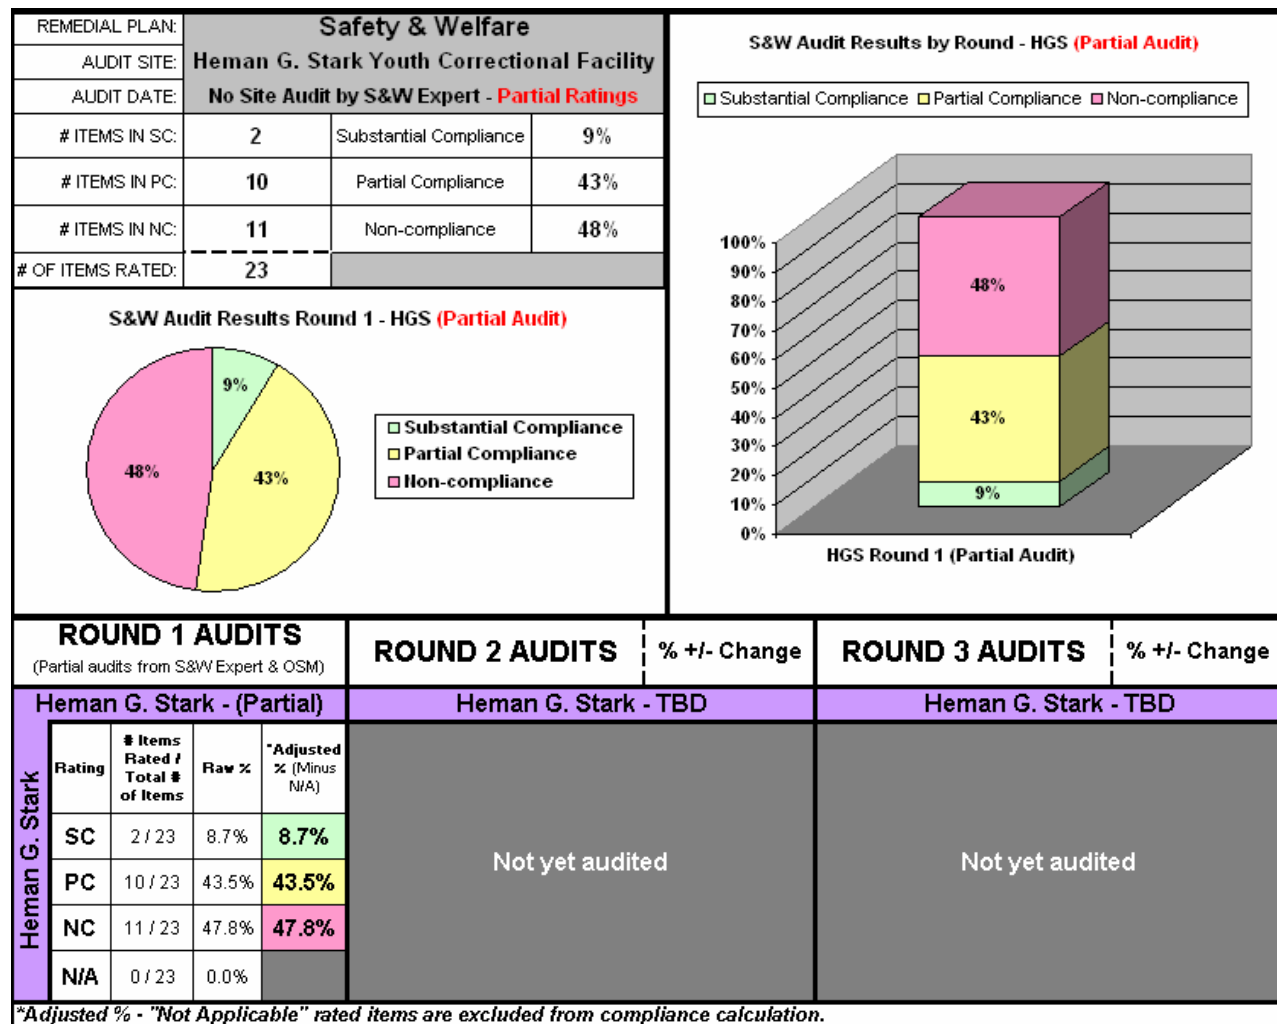 REMEDIAL PLAN: Safety & Welfare
AUDIT SITE: Heman G. Stark Youth Correctional Facility
AUDIT DATE: No Site Audit by S&W Expert - Partial Ratings
# ITEMS IN SC: 2 Substantial Compliance 9%
# ITEMS IN PC: 10 Partial Compliance 43%
# ITEMS IN NC: 11 Non-compliance 48%
# OF ITEMS RATED: 23
S&W Audit Results Round 1 - HGS (Partial Audit)
9%
48%
43%
Substantial Compliance
Partial Compliance
Non-compliance
S&W Audit Results by Round - HGS (Partial Audit)
Substantial Compliance Partial Compliance Non-compliance
100%
90%
80%
70%
60%
50%
40%
30%
20%
10%
0%
48%
43%
9%
HGS Round 1 (Partial Audit)
ROUND 1 AUDITS
(Partial audits from S&W Expert & OSM)
ROUND 2 AUDITS % +/- Change
ROUND 3 AUDITS % +/- Change
Heman G. Stark - (Partial)
Heman G. Stark - TBD
Heman G. Stark - TBD
Heman G. Stark
Rating
# Items
Rated /
Total #
of Items
Raw %
*Adjusted
% (Minus
N/A)
SC 2 / 23 8.7% 8.7%
PC 10 / 23 43.5% 43.5%
NC 11 / 23 47.8% 47.8%
N/A 0 / 23 0.0%
Not yet audited
Not yet audited
*Adjusted % - "Not Applicable" rated items are excluded from compliance calculation.